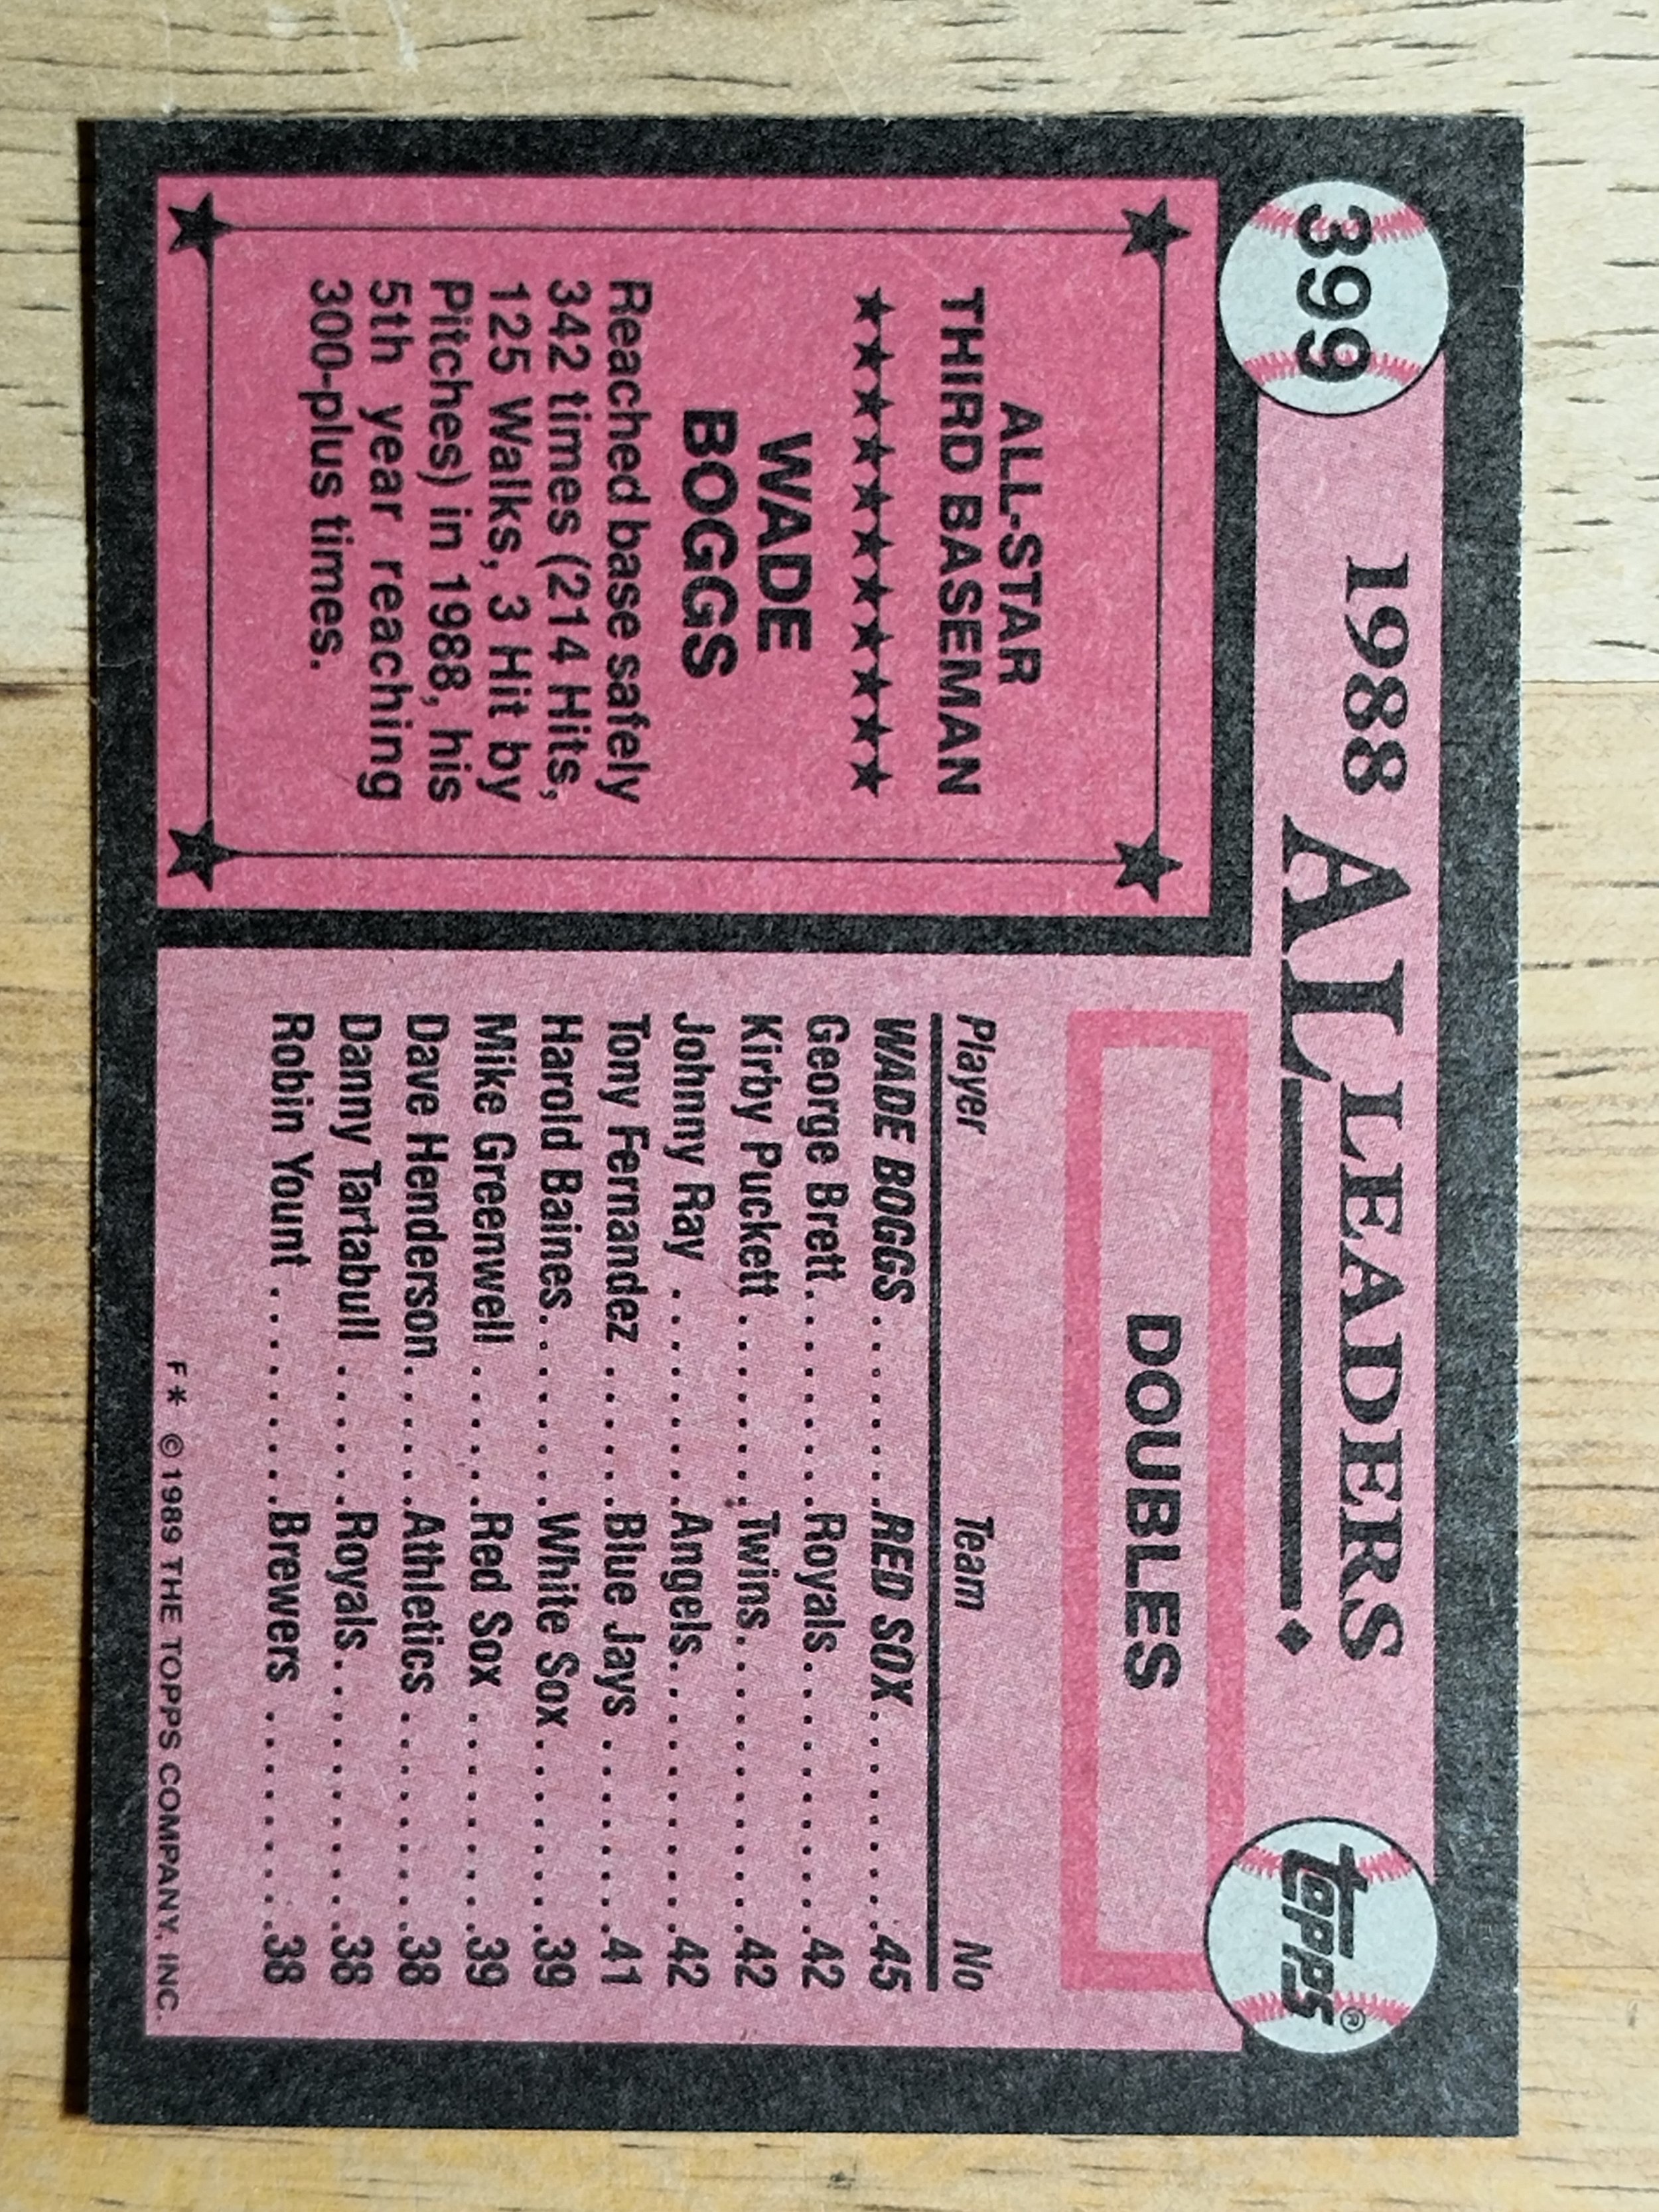 399
1988 AL LEADERS
topps®
ALL-STAR
THIRD BASEMAN
★★★★★★★★★★★
WADE
BOGGS
Reached base safely
342 times (214 Hits,
125 Walks, 3 Hit by
Pitches) in 1988, his
5th year reaching
300-plus times.
DOUBLES
Player Team No
WADE BOGGS . . . . . . . RED SOX . . . . . . . . 45
George Brett . . . . . . . . Royals . . . . . . . . . . 42
Kirby Puckett . . . . . . . Twins . . . . . . . . . . . 42
Johnny Ray . . . . . . . . Angels . . . . . . . . . . 42
Tony Fernandez . . . . . Blue Jays . . . . . . . . 41
Harold Baines . . . . . . . White Sox . . . . . . . 39
Mike Greenwell . . . . . Red Sox . . . . . . . . . 39
Dave Henderson . . . . . Athletics . . . . . . . . . 38
Danny Tartabull . . . . . Royals . . . . . . . . . . 38
Robin Yount . . . . . . . . Brewers . . . . . . . . . 38
F* © 1989 THE TOPPS COMPANY, INC.